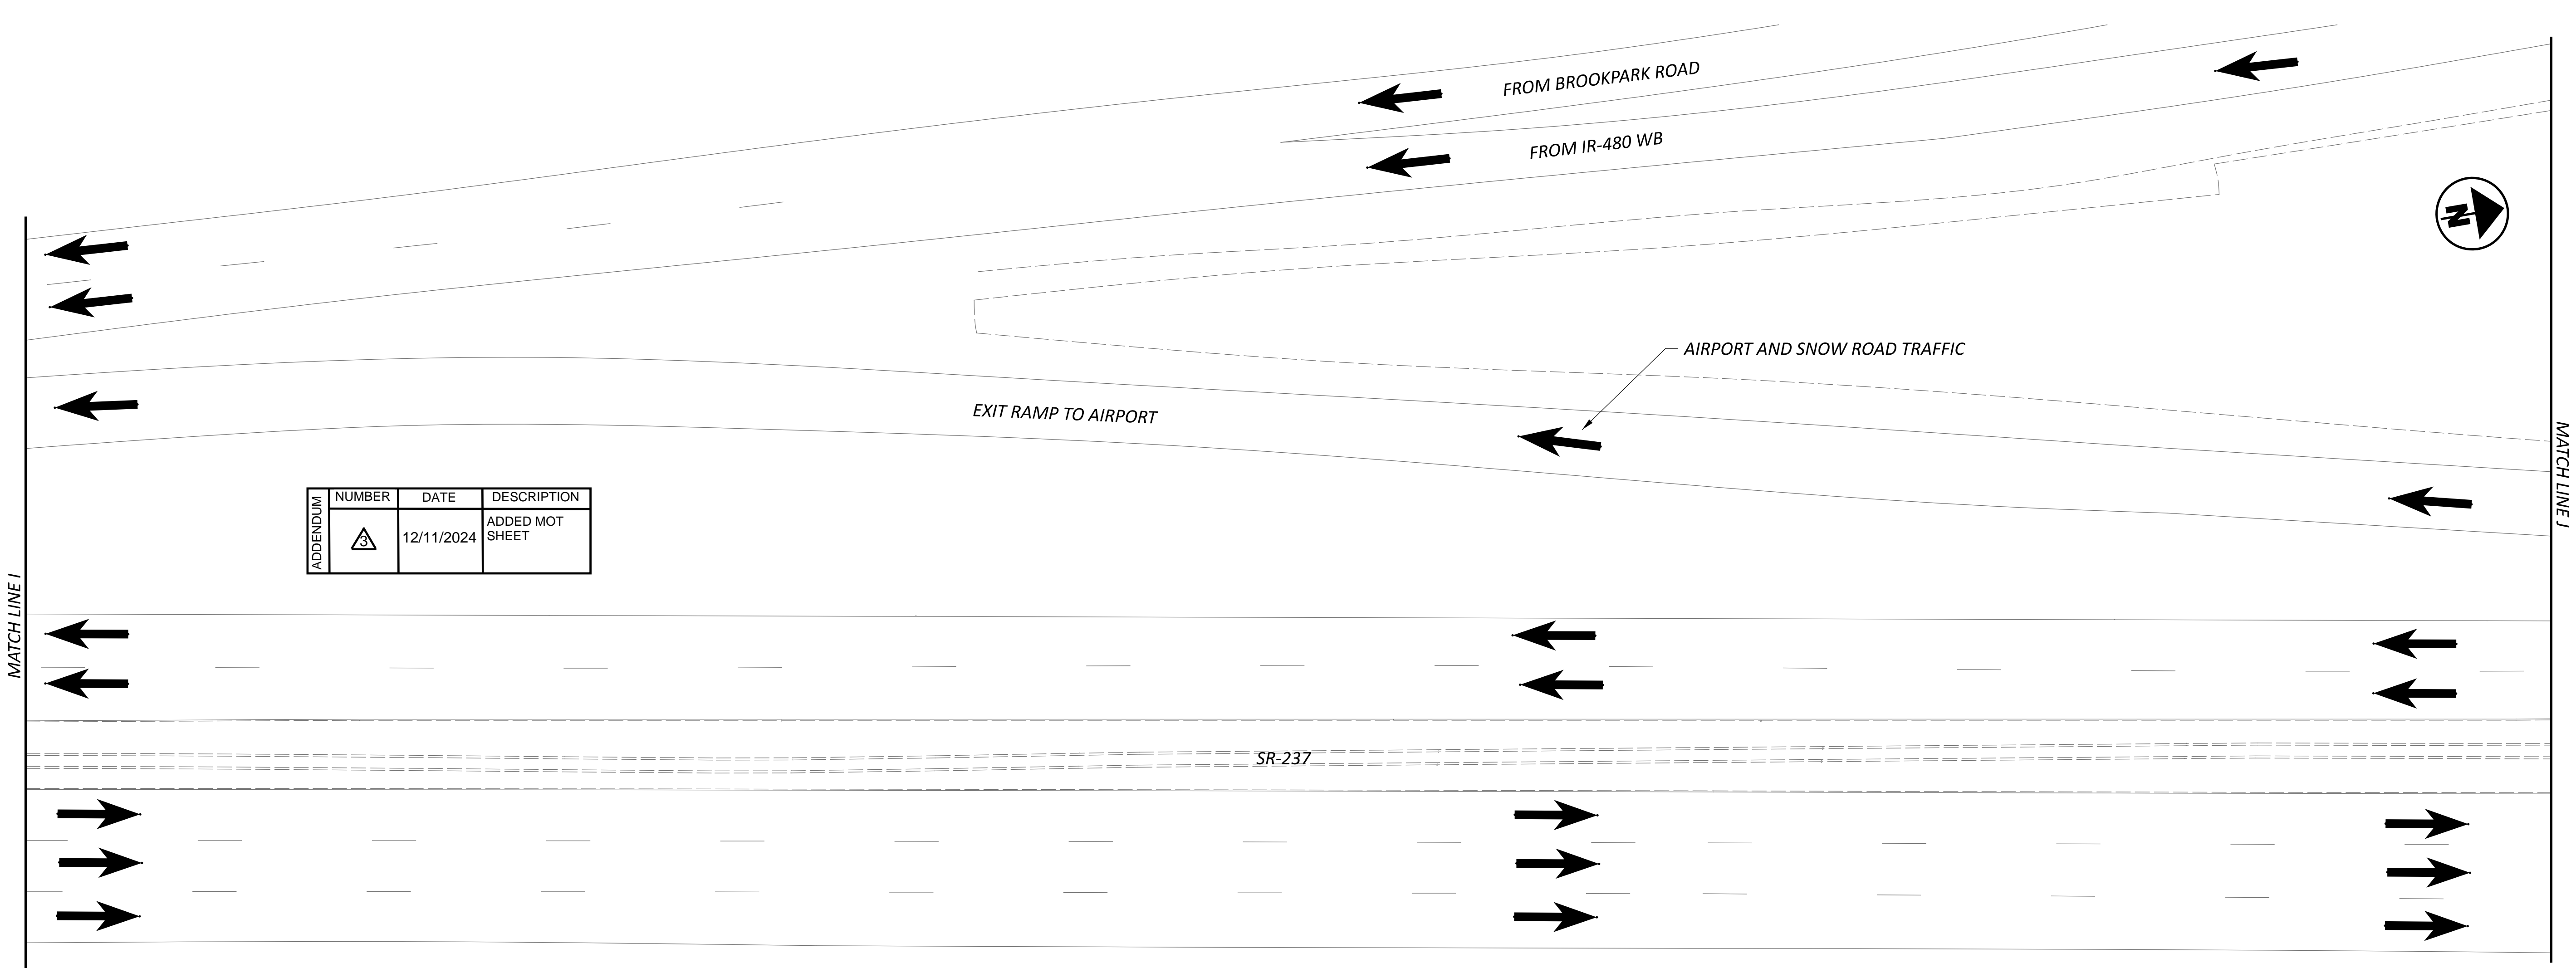 FROM BROOKPARK ROAD
FROM IR-480 WB
N
AIRPORT AND SNOW ROAD TRAFFIC
EXIT RAMP TO AIRPORT
MATCH LINE J
ADDENDUM
NUMBER DATE DESCRIPTION
3 12/11/2024 ADDED MOT
SHEET
MATCH LINE I
SR-237